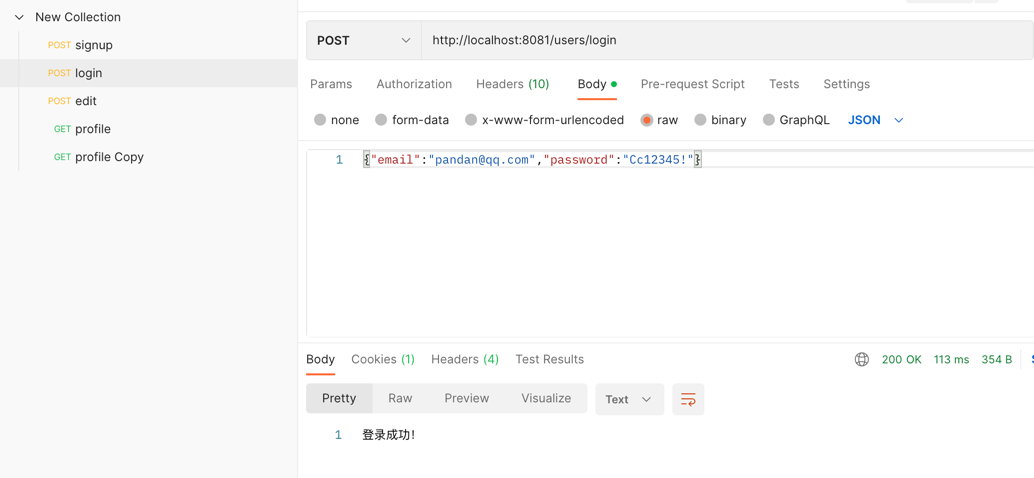 New Collection
POST signup
POST login
POST edit
GET profile
GET profile Copy
POST http://localhost:8081/users/login
Params Authorization Headers (10) Body Pre-request Script Tests Settings
none form-data x-www-form-urlencoded raw binary GraphQL JSON
1 {"email":"pandan@qq.com","password":"Cc12345!"}
Body Cookies (1) Headers (4) Test Results 200 OK 113 ms 354 B
Pretty Raw Preview Visualize Text
1 登录成功!